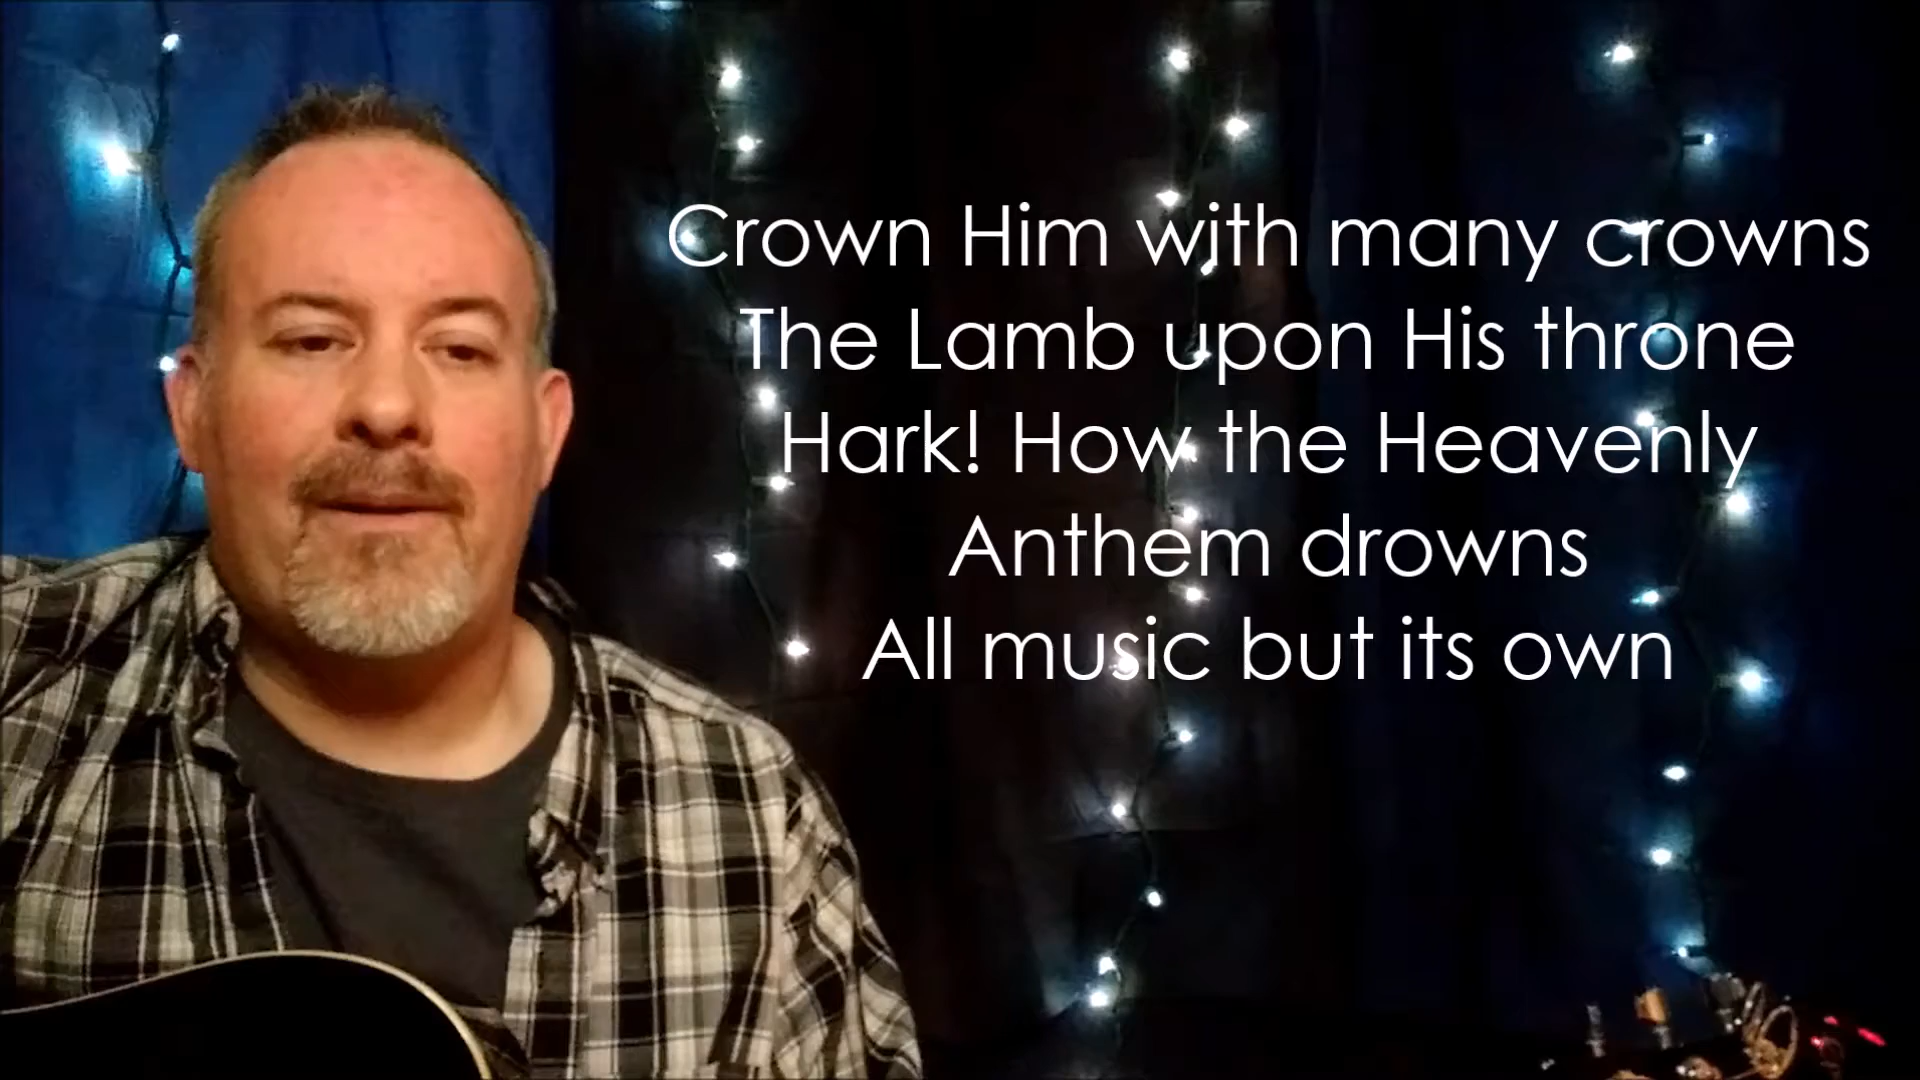 Crown Him with many crowns
The Lamb upon His throne
Hark! How the Heavenly
Anthem drowns
All music but its own